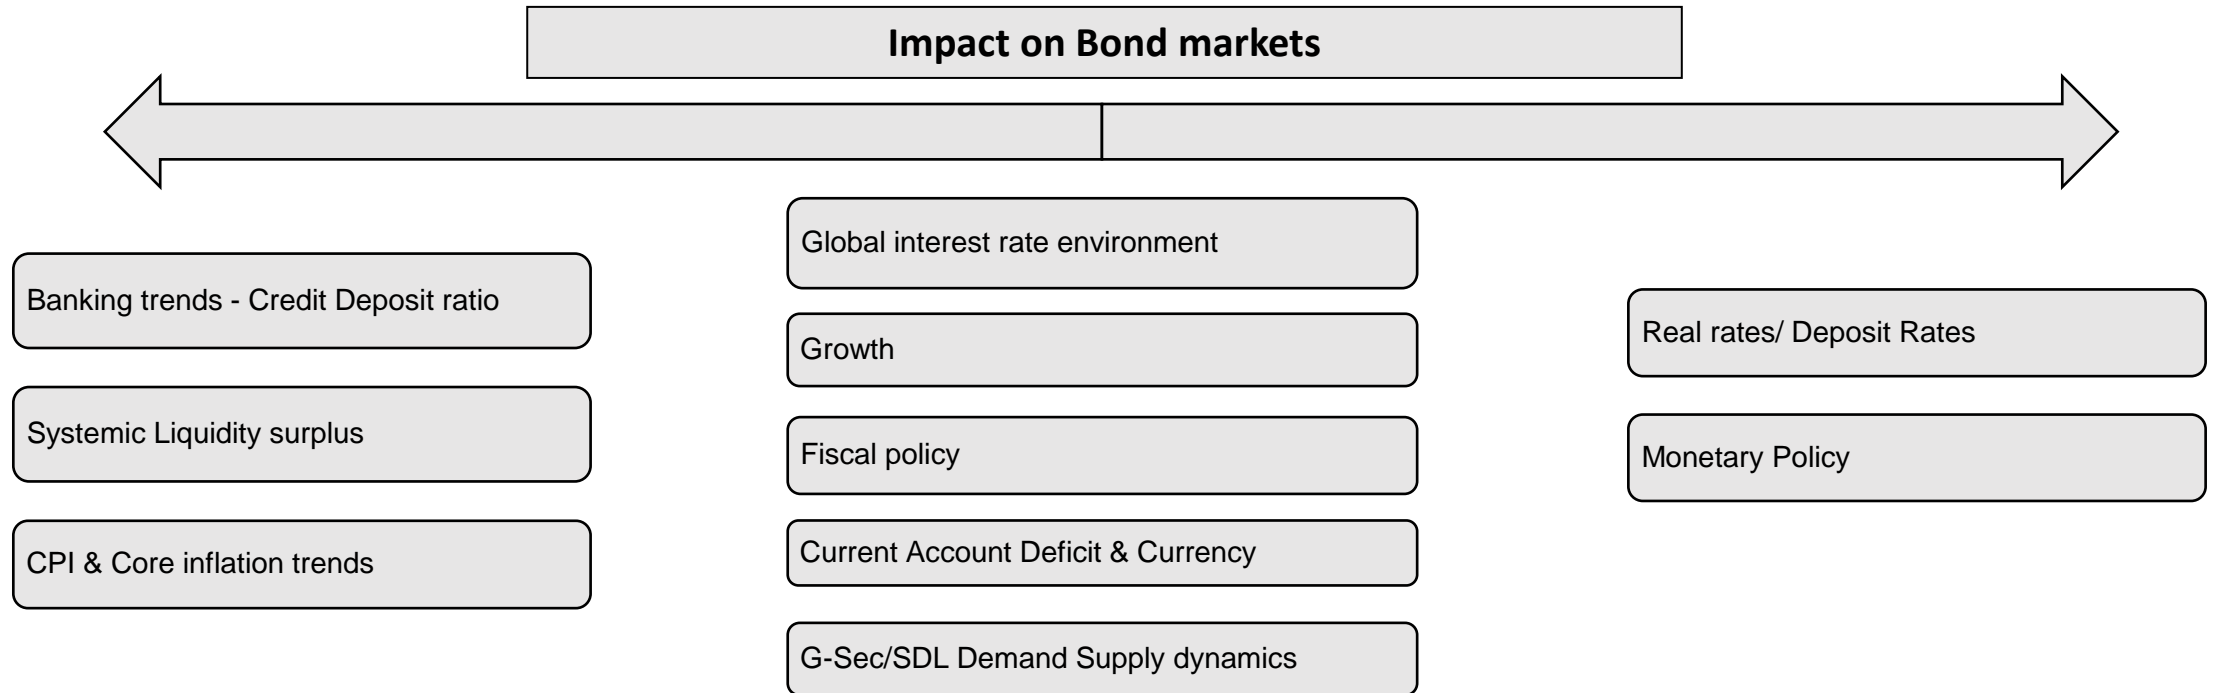 Impact on Bond markets
Banking trends - Credit Deposit ratio
Systemic Liquidity surplus
CPI & Core inflation trends
Global interest rate environment
Growth
Fiscal policy
Current Account Deficit & Currency
G-Sec/SDL Demand Supply dynamics
Real rates/ Deposit Rates
Monetary Policy